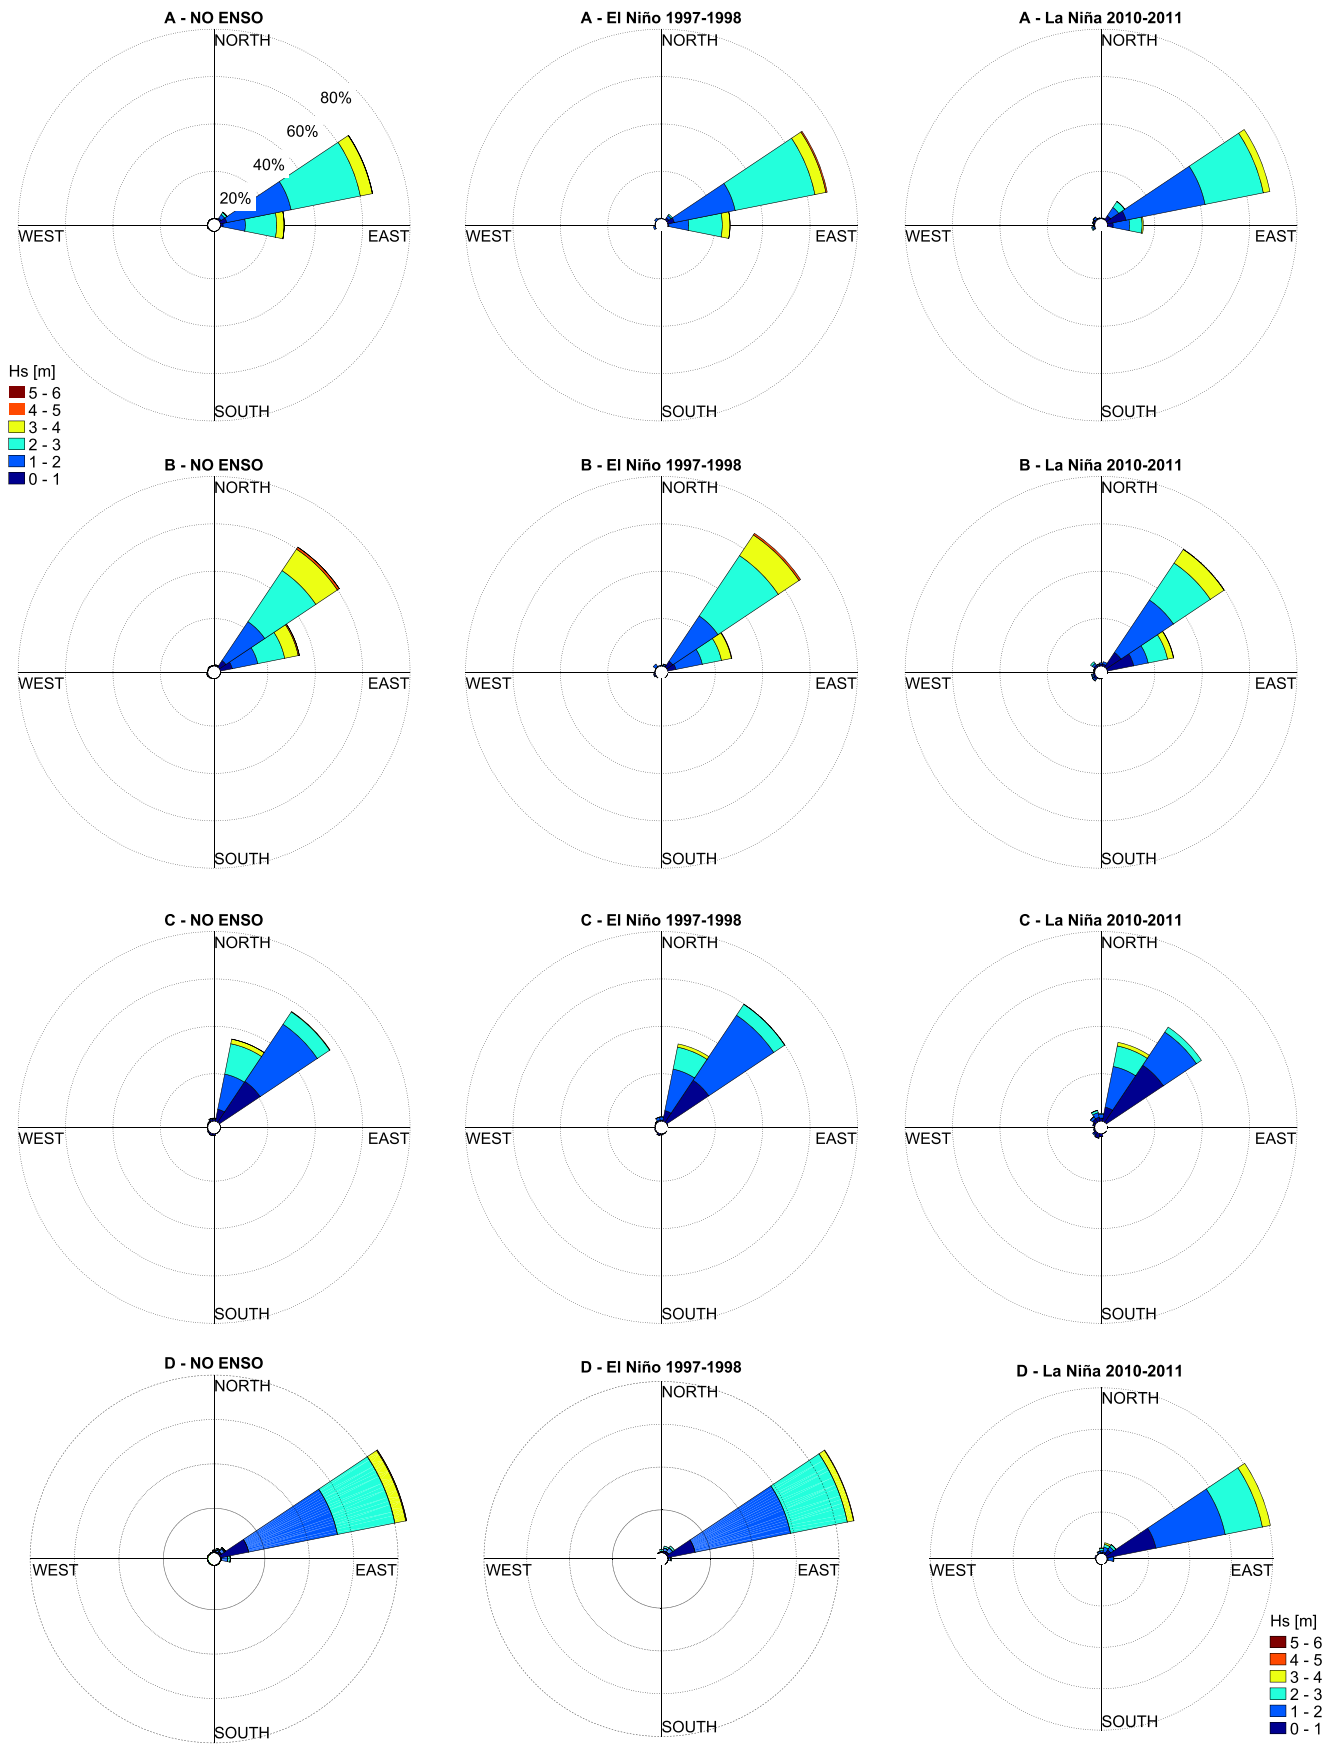 A - NO ENSO
NORTH
80%
60%
40%
20%
WEST
EAST
SOUTH
A - El Niño 1997-1998
NORTH
WEST
EAST
SOUTH
A - La Niña 2010-2011
NORTH
WEST
EAST
SOUTH
Hs [m]
5 - 6
4 - 5
3 - 4
2 - 3
1 - 2
0 - 1
B - NO ENSO
NORTH
WEST
EAST
SOUTH
B - El Niño 1997-1998
NORTH
WEST
EAST
SOUTH
B - La Niña 2010-2011
NORTH
WEST
EAST
SOUTH
C - NO ENSO
NORTH
WEST
EAST
SOUTH
C - El Niño 1997-1998
NORTH
WEST
EAST
SOUTH
C - La Niña 2010-2011
NORTH
WEST
EAST
SOUTH
D - NO ENSO
NORTH
WEST
EAST
SOUTH
D - El Niño 1997-1998
NORTH
WEST
EAST
SOUTH
D - La Niña 2010-2011
NORTH
WEST
EAST
SOUTH
Hs [m]
5 - 6
4 - 5
3 - 4
2 - 3
1 - 2
0 - 1